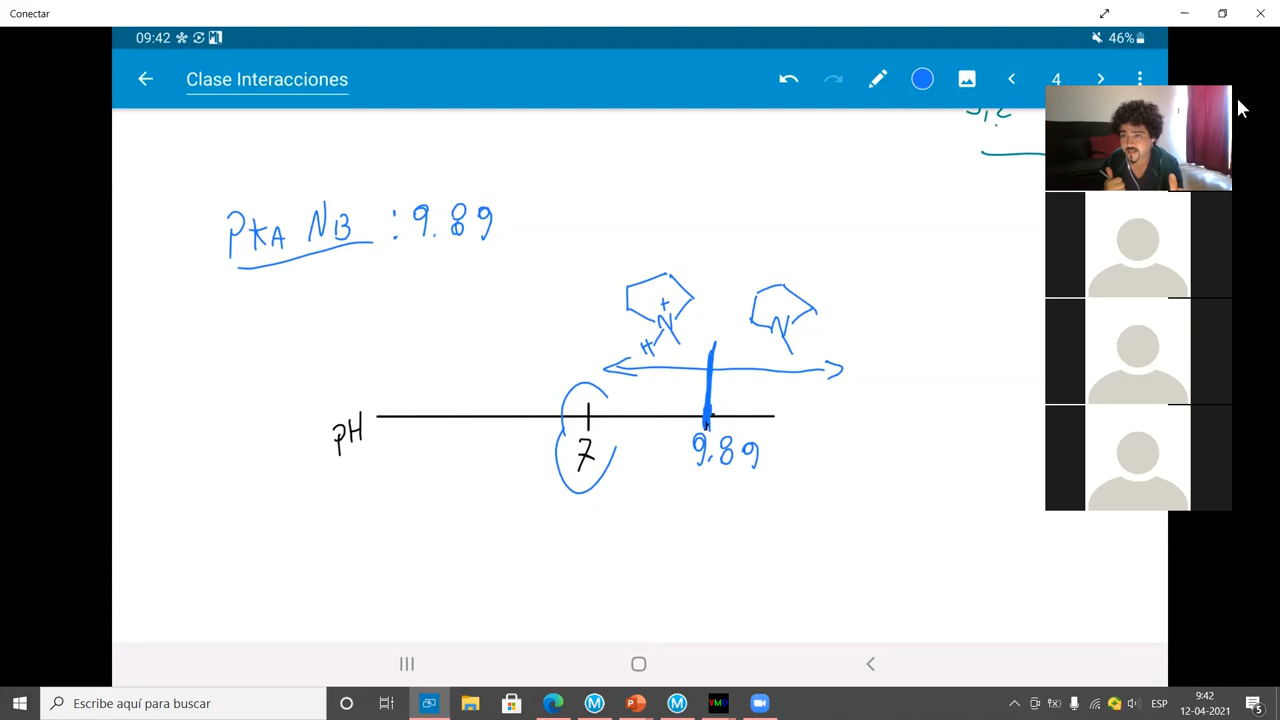 Conectar
09:42 46%
Clase Interacciones 4
PKA NB : 9.89
+
N N
H
pH
7 9.89
Escribe aquí para buscar
ESP
9:42
12-04-2021
5